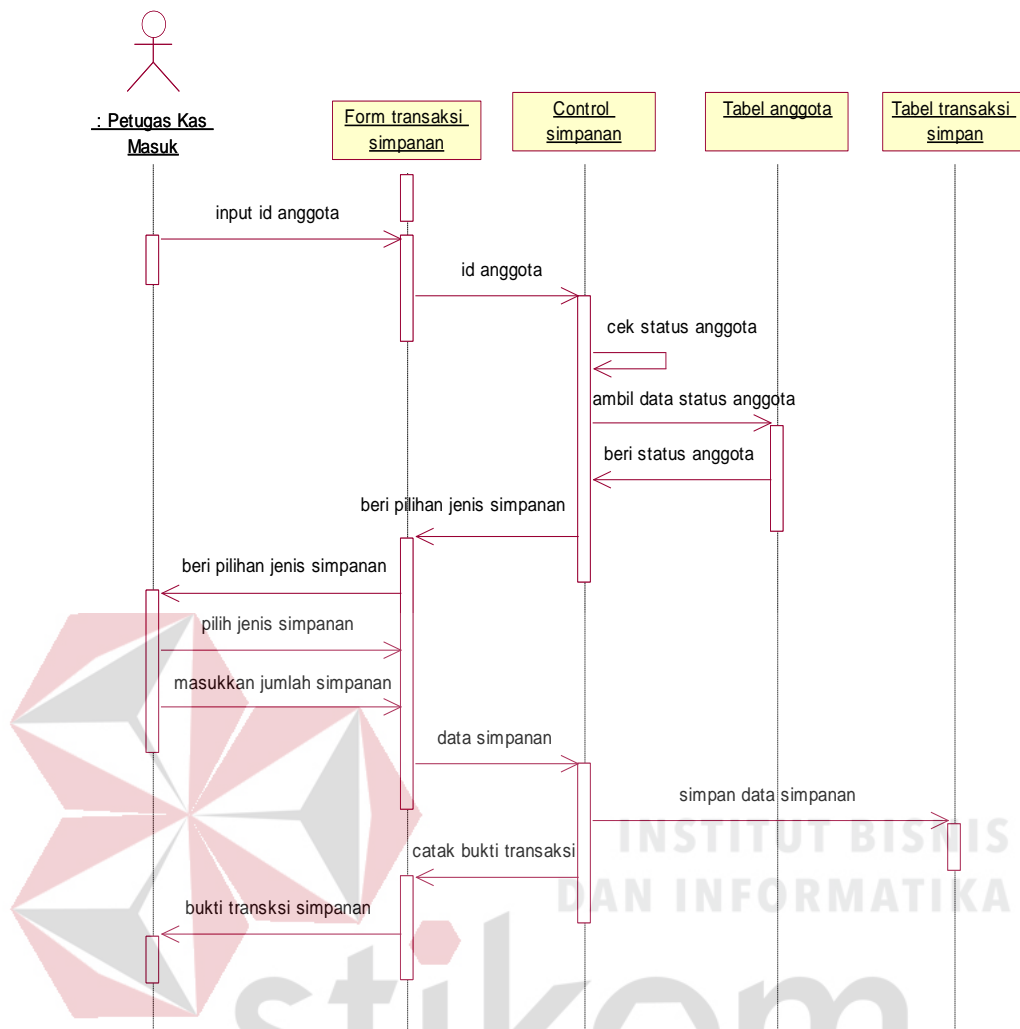 : Petugas Kas
Masuk
Form transaksi
simpanan
Control
simpanan
Tabel anggota
Tabel transaksi
simpan
input id anggota
id anggota
cek status anggota
ambil data status anggota
beri status anggota
beri pilihan jenis simpanan
beri pilihan jenis simpanan
pilih jenis simpanan
masukkan jumlah simpanan
data simpanan
simpan data simpanan
INSTITUT BISNIS
catak bukti transaksi
DAN INFORMATIKA
bukti transksi simpanan
stikom